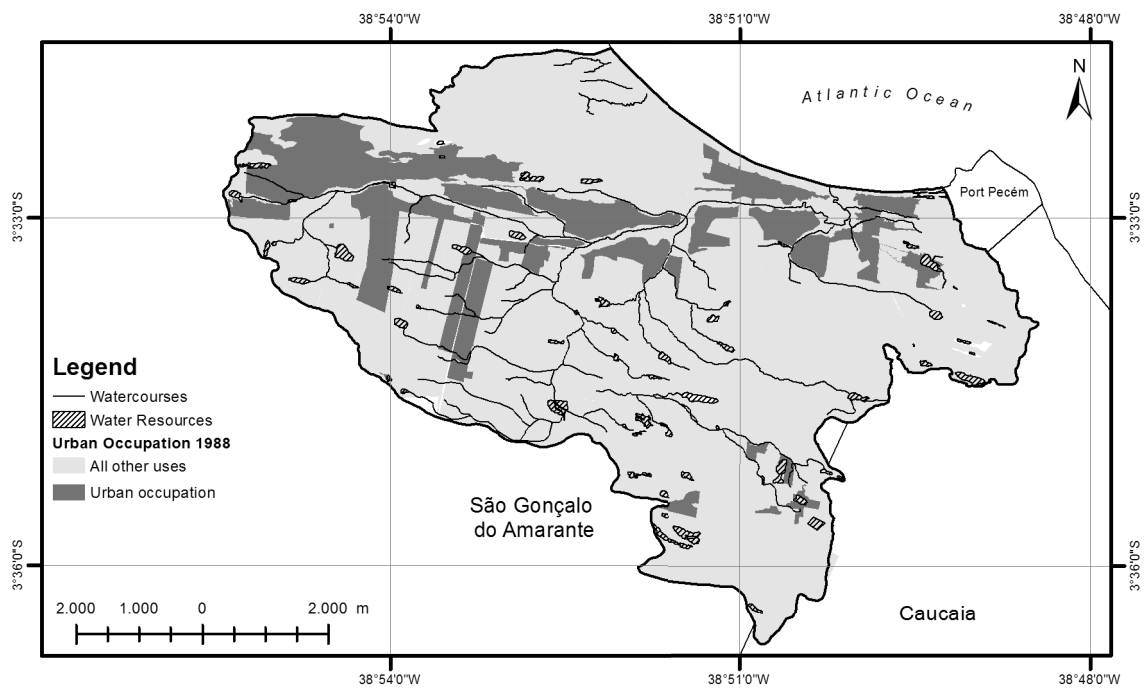 38°54'0"W
38°51'0"W
38°48'0"W
N
Atlantic Ocean
Port Pecém
3°33'0"S
3°33'0"S
Legend
Watercourses
Water Resources
Urban Occupation 1988
All other uses
Urban occupation
São Gonçalo
do Amarante
3°36'0"S
3°36'0"S
2.000 1.000 0 2.000 m
Caucaia
38°54'0"W
38°51'0"W
38°48'0"W